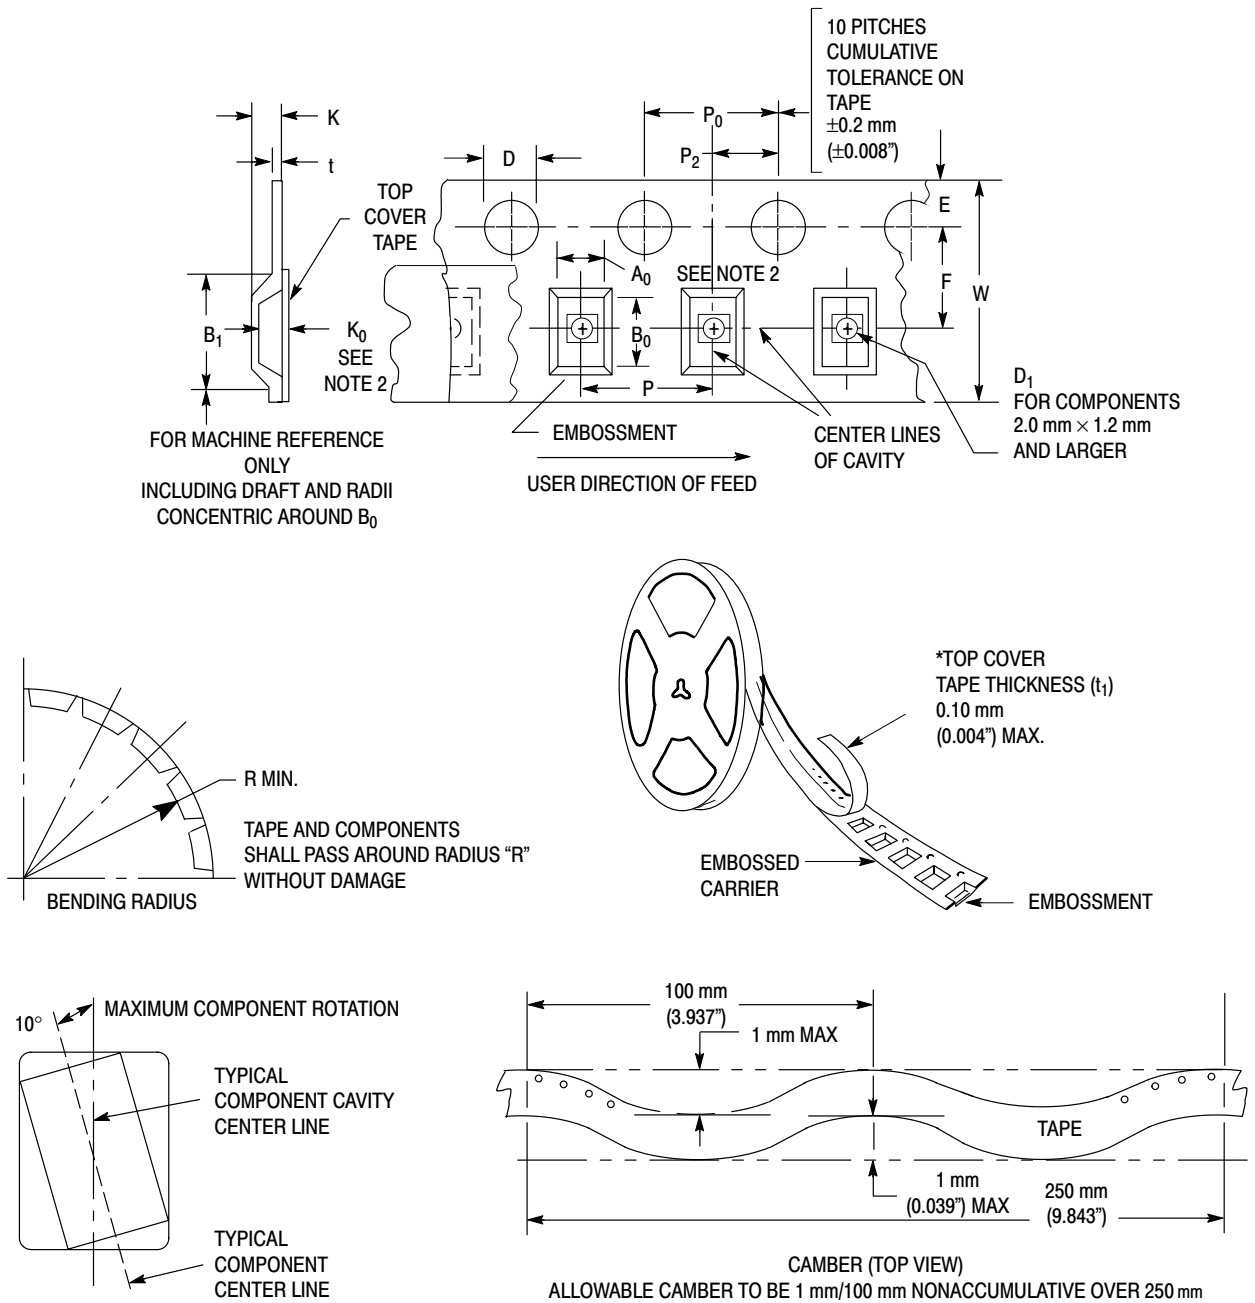 10 PITCHES
CUMULATIVE
TOLERANCE ON
TAPE
±0.2 mm
(±0.008”)
K
t
D
P0
P2
E
TOP
COVER
TAPE
A0
SEE NOTE 2
F
W
B1
K0
SEE
NOTE 2
B0
P
D1
FOR COMPONENTS
2.0 mm × 1.2 mm
AND LARGER
EMBOSSMENT
CENTER LINES
OF CAVITY
FOR MACHINE REFERENCE
ONLY
INCLUDING DRAFT AND RADII
CONCENTRIC AROUND B0
USER DIRECTION OF FEED
*TOP COVER
TAPE THICKNESS (t1)
0.10 mm
(0.004”) MAX.
R MIN.
TAPE AND COMPONENTS
SHALL PASS AROUND RADIUS “R”
WITHOUT DAMAGE
BENDING RADIUS
EMBOSSED
CARRIER
EMBOSSMENT
10°
MAXIMUM COMPONENT ROTATION
TYPICAL
COMPONENT CAVITY
CENTER LINE
TYPICAL
COMPONENT
CENTER LINE
100 mm
(3.937”)
1 mm MAX
TAPE
1 mm
(0.039”) MAX
250 mm
(9.843”)
CAMBER (TOP VIEW)
ALLOWABLE CAMBER TO BE 1 mm/100 mm NONACCUMULATIVE OVER 250 mm